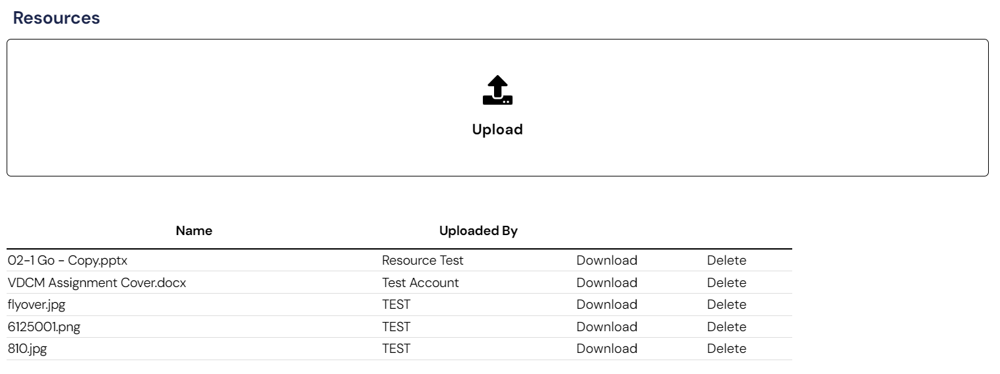 Resources
Upload
Name Uploaded By
02-1 Go - Copy.pptx Resource Test Download Delete
VDCM Assignment Cover.docx Test Account Download Delete
flyover.jpg TEST Download Delete
6125001.png TEST Download Delete
810.jpg TEST Download Delete